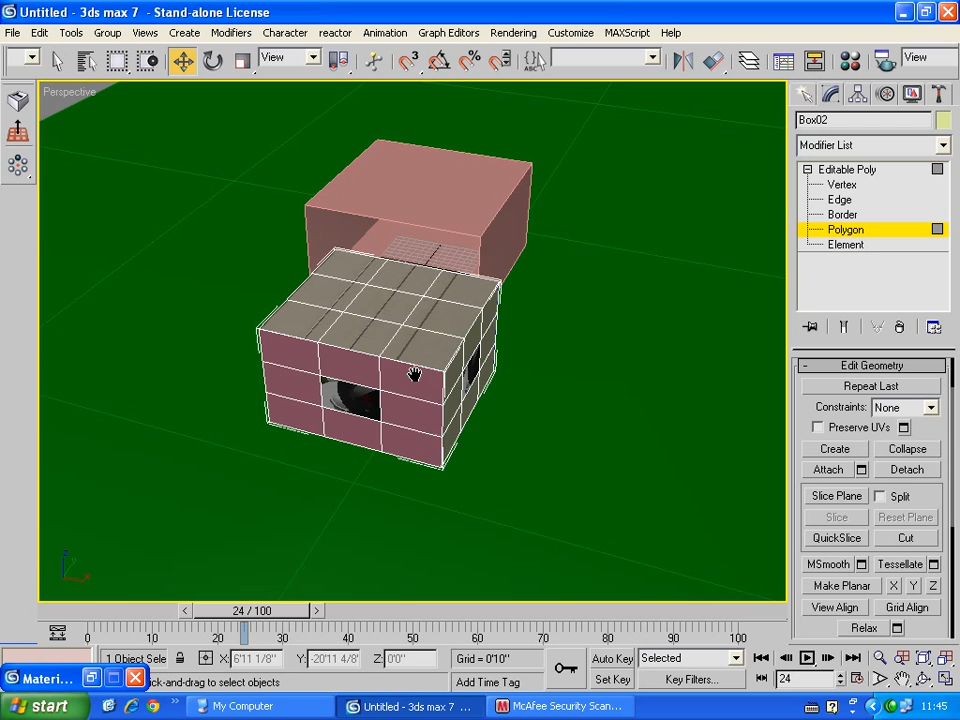 Untitled - 3ds max 7 - Stand-alone License
File Edit Tools Group Views Create Modifiers Character reactor Animation Graph Editors Rendering Customize MAXScript Help
View View
Perspective
Box02
Modifier List
Editable Poly
Vertex
Edge
Border
Polygon
Element
- Edit Geometry
Repeat Last
Constraints: None
Preserve UVs
Create Collapse
Attach Detach
Slice Plane Split
Slice Reset Plane
QuickSlice Cut
MSmooth Tessellate
Make Planar X Y Z
View Align Grid Align
Relax
< 24 / 100 >
0 10 20 30 40 50 60 70 80 90 100
1 Object Sele X: 6'11 1/8" Y: -20'11 4/8" Z: 0'0" Grid = 0'10" Auto Key Selected
Materi... ick-and-drag to select objects Add Time Tag Set Key Key Filters... 24
start My Computer Untitled - 3ds max 7 ... McAfee Security Scan... 11:45